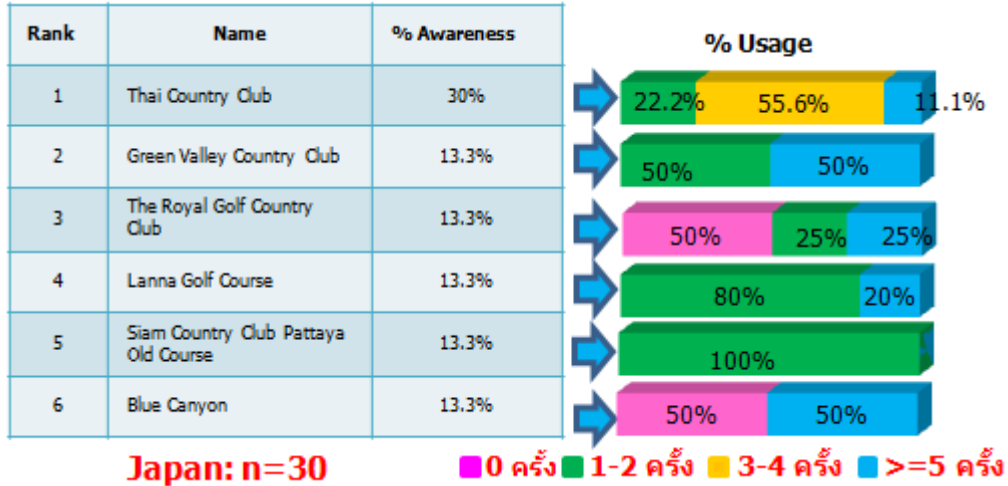 Rank Name % Awareness
% Usage
1 Thai Country Club 30% 22.2% 55.6% 11.1%
2 Green Valley Country Club 13.3% 50% 50%
3 The Royal Golf Country
Club 13.3% 50% 25% 25%
4 Lanna Golf Course 13.3% 80% 20%
5 Siam Country Club Pattaya
Old Course 13.3% 100%
6 Blue Canyon 13.3% 50% 50%
Japan: n=30 0 ครั้ง 1-2 ครั้ง 3-4 ครั้ง >=5 ครั้ง